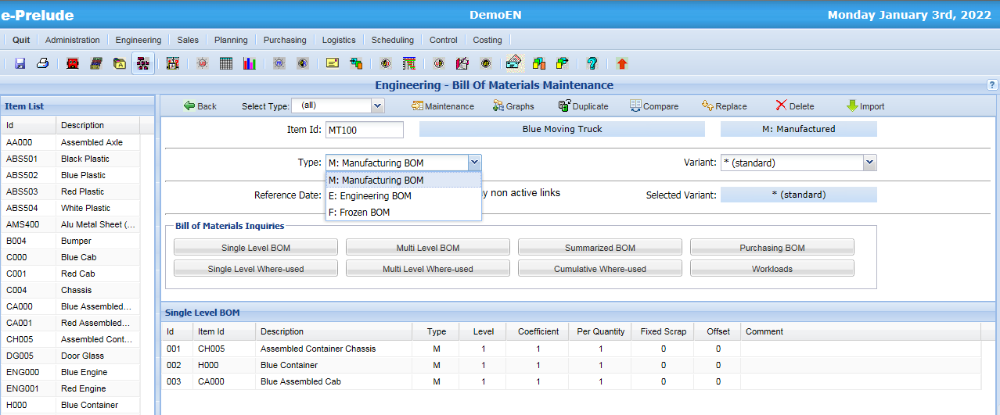 e-Prelude DemoEN Monday January 3rd, 2022
Quit Administration Engineering Sales Planning Purchasing Logistics Scheduling Control Costing
Engineering - Bill Of Materials Maintenance ?
Item List
Id Description
AA000 Assembled Axle
ABS501 Black Plastic
ABS502 Blue Plastic
ABS503 Red Plastic
ABS504 White Plastic
AMS400 Alu Metal Sheet (...
B004 Bumper
C000 Blue Cab
C001 Red Cab
C004 Chassis
CA000 Blue Assembled...
CA001 Red Assembled...
CH005 Assembled Cont...
DG005 Door Glass
ENG000 Blue Engine
ENG001 Red Engine
H000 Blue Container
Back Select Type: (all) Maintenance Graphs Duplicate Compare Replace Delete Import
Item Id: MT100 Blue Moving Truck M: Manufactured
Type: M: Manufacturing BOM Variant: * (standard)
M: Manufacturing BOM
E: Engineering BOM
F: Frozen BOM
Reference Date: y non active links Selected Variant: * (standard)
Bill of Materials Inquiries
Single Level BOM Multi Level BOM Summarized BOM Purchasing BOM
Single Level Where-used Multi Level Where-used Cumulative Where-used Workloads
Single Level BOM
Id Item Id Description Type Level Coefficient Per Quantity Fixed Scrap Offset Comment
001 CH005 Assembled Container Chassis M 1 1 1 0 0
002 H000 Blue Container M 1 1 1 0 0
003 CA000 Blue Assembled Cab M 1 1 1 0 0